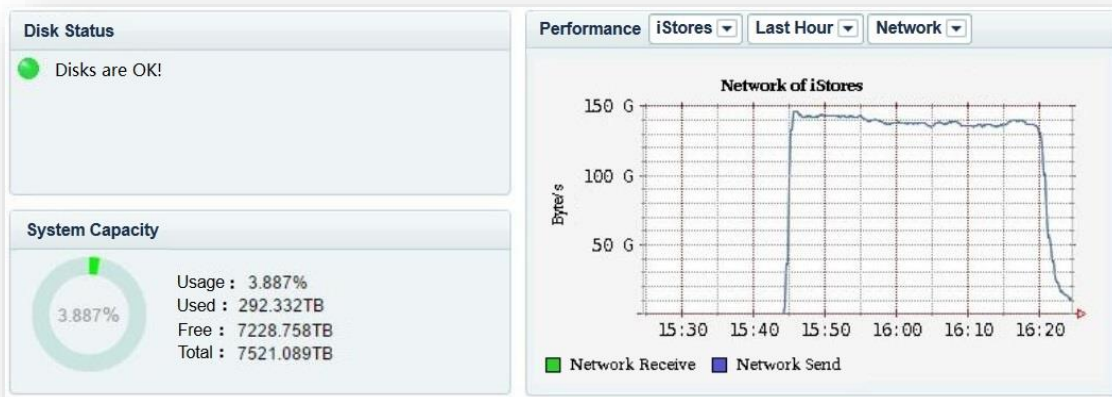 Disk Status
Disks are OK!
System Capacity
3.887%
Usage : 3.887%
Used : 292.332TB
Free : 7228.758TB
Total : 7521.089TB
Performance iStores Last Hour Network
Network of iStores
Byte/s
150 G
100 G
50 G
15:30 15:40 15:50 16:00 16:10 16:20
Network Receive Network Send